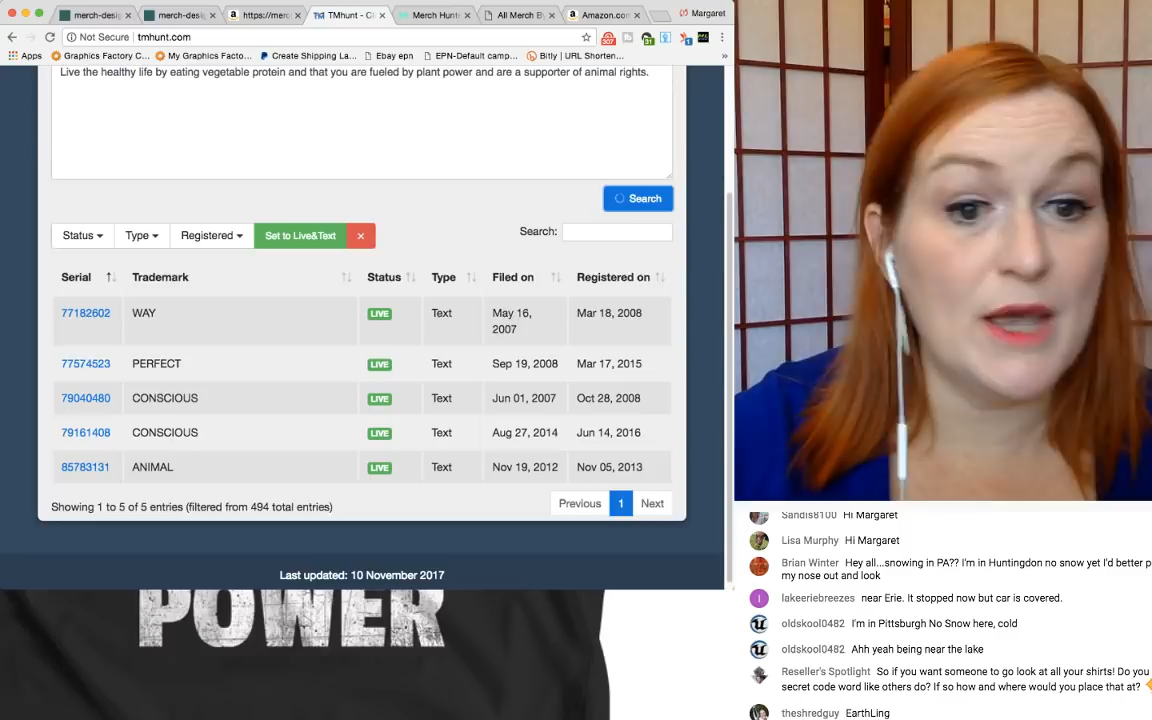 merch-desig
merch-desig
https://merc
TMhunt - Cl
Merch Hunt
All Merch By
Amazon.com
Margaret
Not Secure | tmhunt.com
307
31
Apps Graphics Factory C... My Graphics Facto... Create Shipping La... Ebay epn EPN-Default camp... Bitly | URL Shorten... »
Live the healthy life by eating vegetable protein and that you are fueled by plant power and are a supporter of animal rights.
Search
Status Type Registered Set to Live&Text × Search:
Serial Trademark Status Type Filed on Registered on
77182602 WAY LIVE Text May 16, 2007 Mar 18, 2008
77574523 PERFECT LIVE Text Sep 19, 2008 Mar 17, 2015
79040480 CONSCIOUS LIVE Text Jun 01, 2007 Oct 28, 2008
79161408 CONSCIOUS LIVE Text Aug 27, 2014 Jun 14, 2016
85783131 ANIMAL LIVE Text Nov 19, 2012 Nov 05, 2013
Showing 1 to 5 of 5 entries (filtered from 494 total entries) Previous 1 Next
Last updated: 10 November 2017
POWER
Sandis8100 Hi Margaret
Lisa Murphy Hi Margaret
Brian Winter Hey all...snowing in PA?? I'm in Huntingdon no snow yet I'd better p
my nose out and look
lakeeriebreezes near Erie. It stopped now but car is covered.
oldskool0482 I'm in Pittsburgh No Snow here, cold
oldskool0482 Ahh yeah being near the lake
Reseller's Spotlight So if you want someone to go look at all your shirts! Do you
secret code word like others do? If so how and where would you place that at?
theshredguy EarthLing